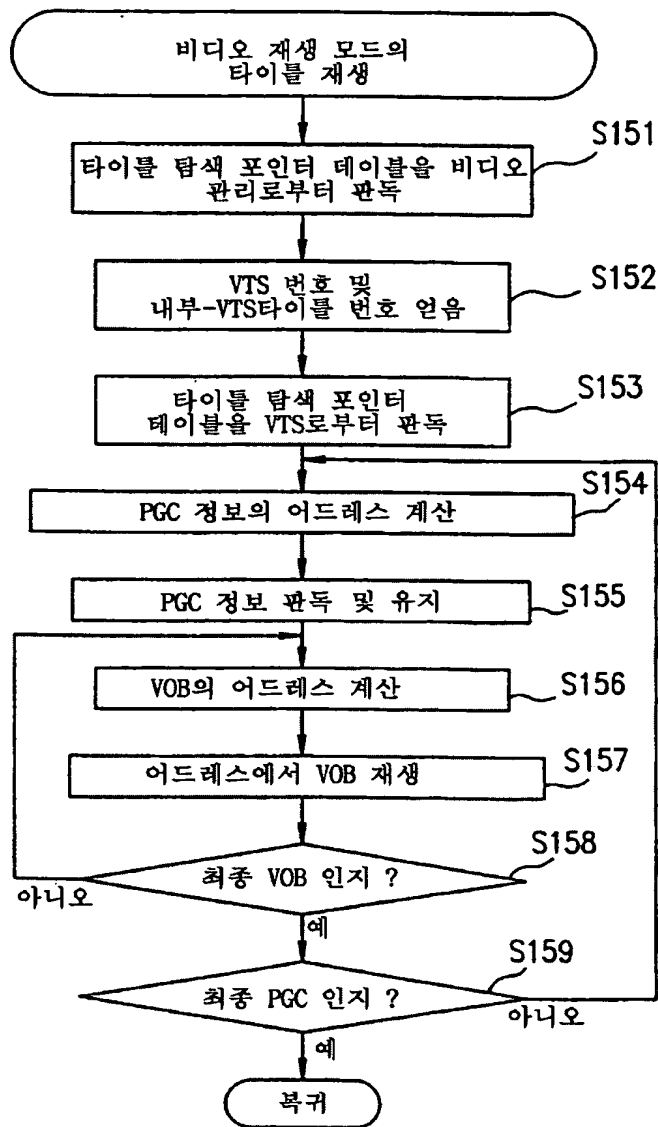 비디오 재생 모드의
타이틀 재생
S151
타이틀 탐색 포인터 테이블을 비디오
관리로부터 판독
S152
VTS 번호 및
내부-VTS타이틀 번호 얻음
S153
타이틀 탐색 포인터
테이블을 VTS로부터 판독
S154
PGC 정보의 어드레스 계산
S155
PGC 정보 판독 및 유지
S156
VOB의 어드레스 계산
S157
어드레스에서 VOB 재생
S158
최종 VOB 인지 ?
아니오
예
S159
최종 PGC 인지 ?
아니오
예
복귀